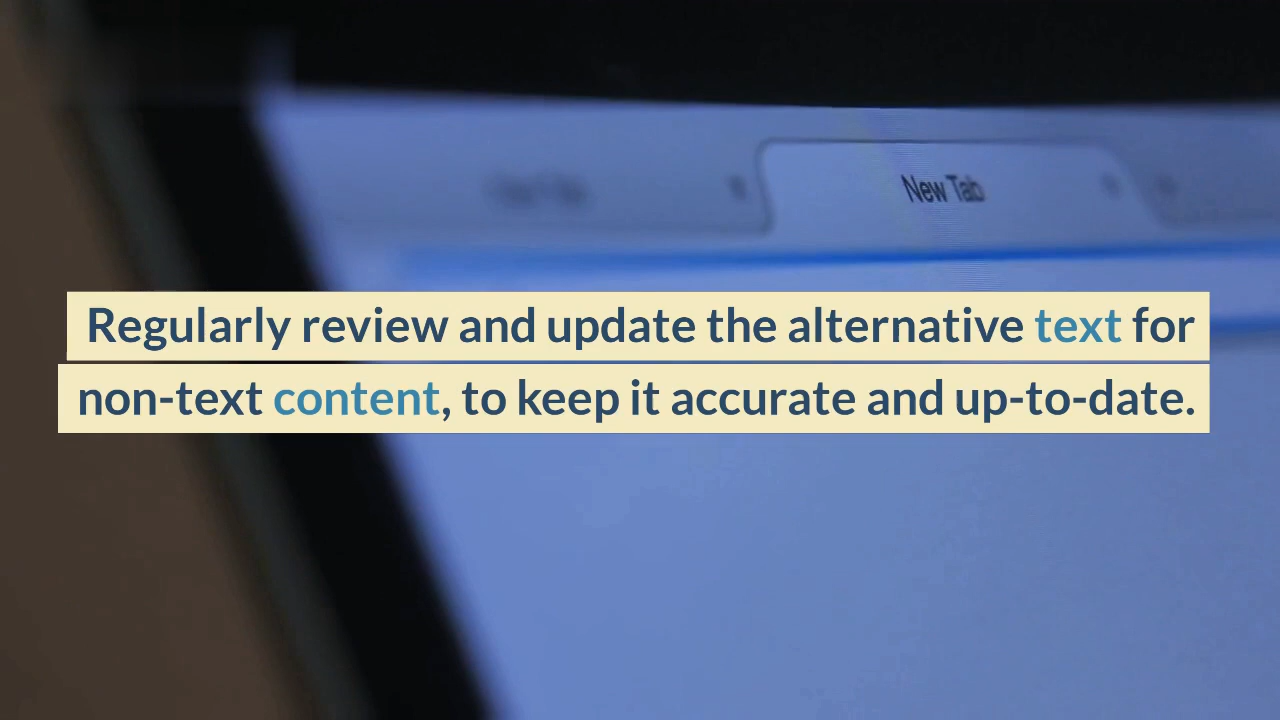 New Tab
Regularly review and update the alternative text for
non-text content, to keep it accurate and up-to-date.